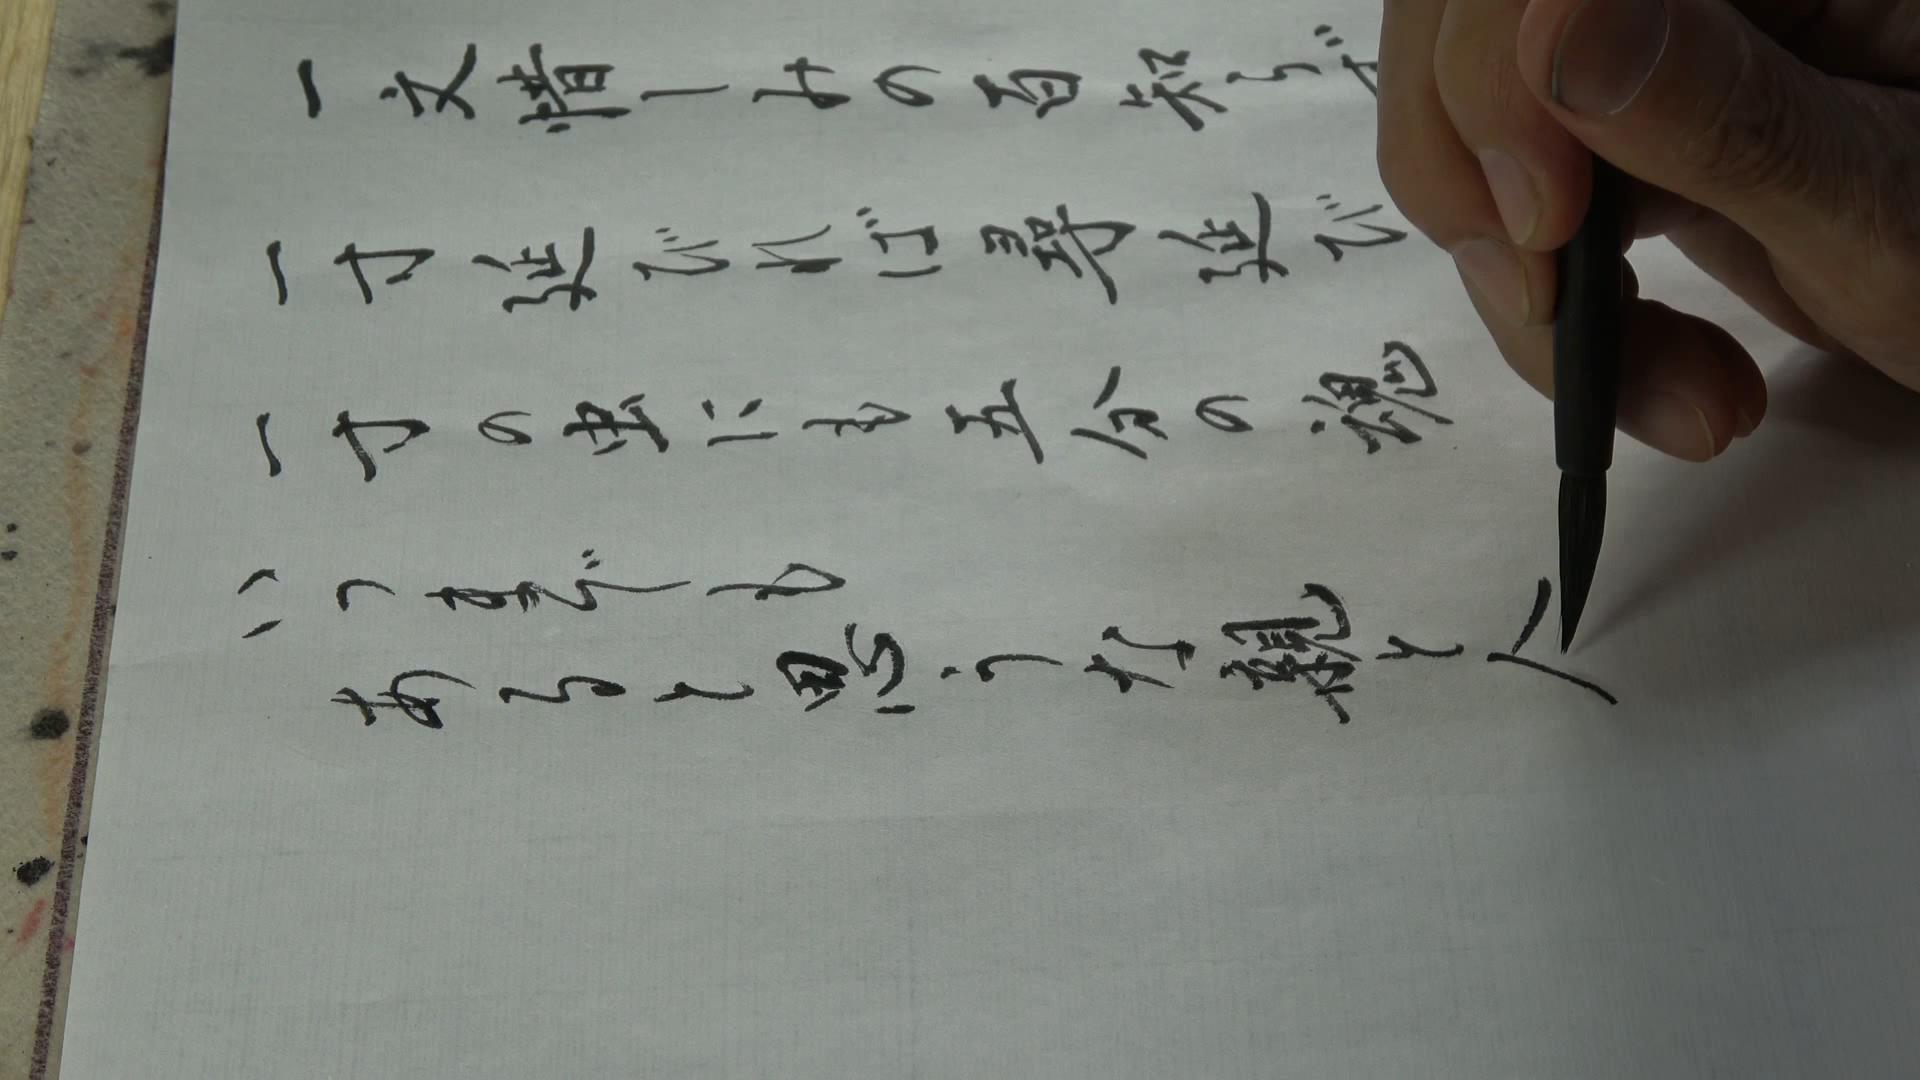 一文惜しみの百知らず
一寸延びれば尋延び
一寸の虫にも五分の魂
いつまでも
あると思うな親と人